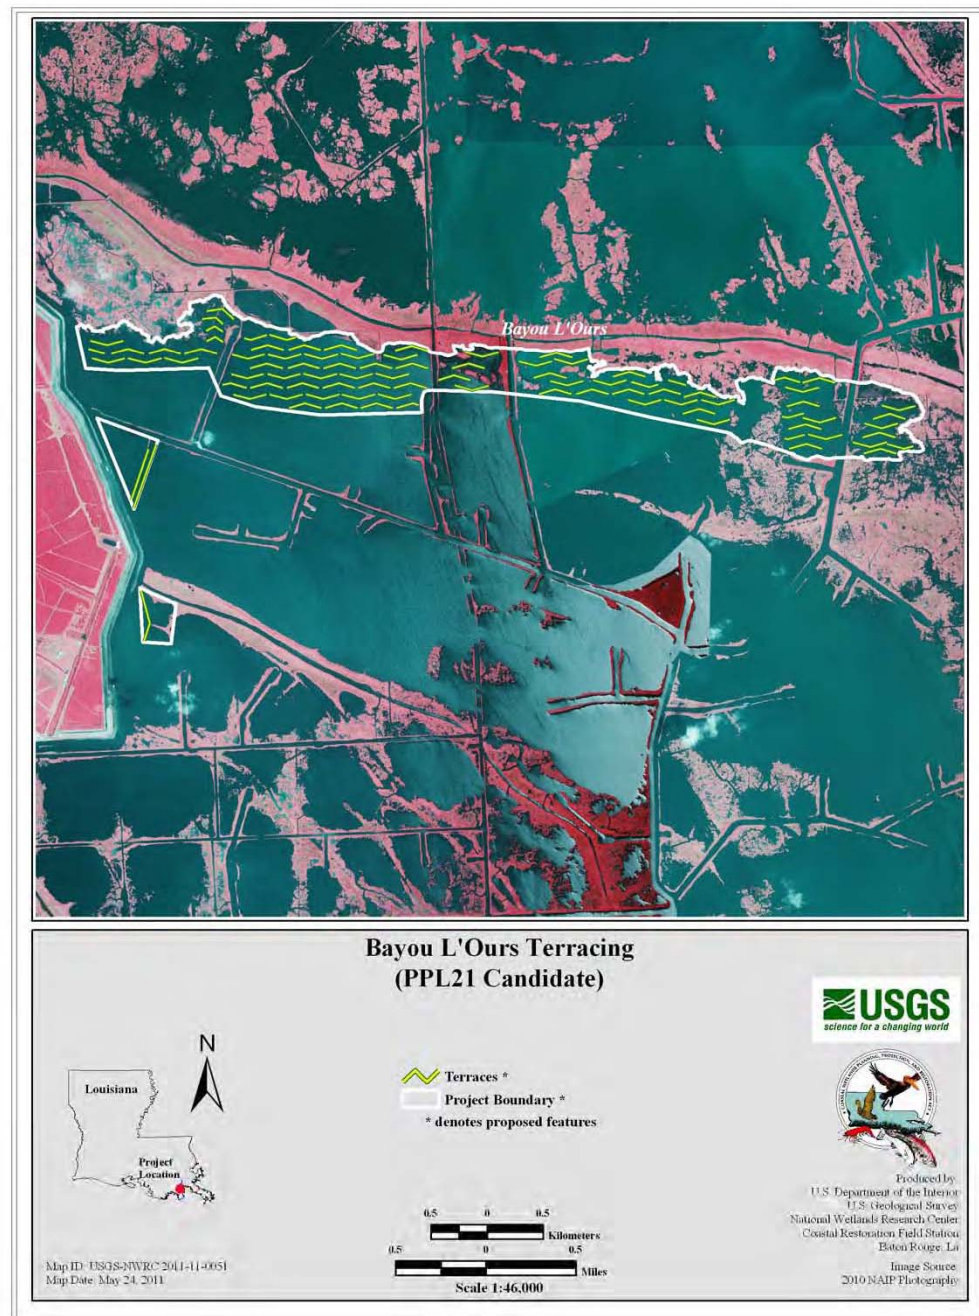 Bayou L'Ours
Bayou L'Ours Terracing
(PPL21 Candidate)
USGS
science for a changing world
N
Louisiana
Project
Location
Terraces *
Project Boundary *
* denotes proposed features
0.5 0 0.5
Kilometers
0.5 0 0.5
Miles
Scale 1:46,000
Map ID: USGS-NWRC 2011-11-0051
Map Date: May 24, 2011
Produced by
U.S. Department of the Interior
U.S. Geological Survey
National Wetlands Research Center
Coastal Restoration Field Station
Baton Rouge, La
Image Source
2010 NAIP Photography